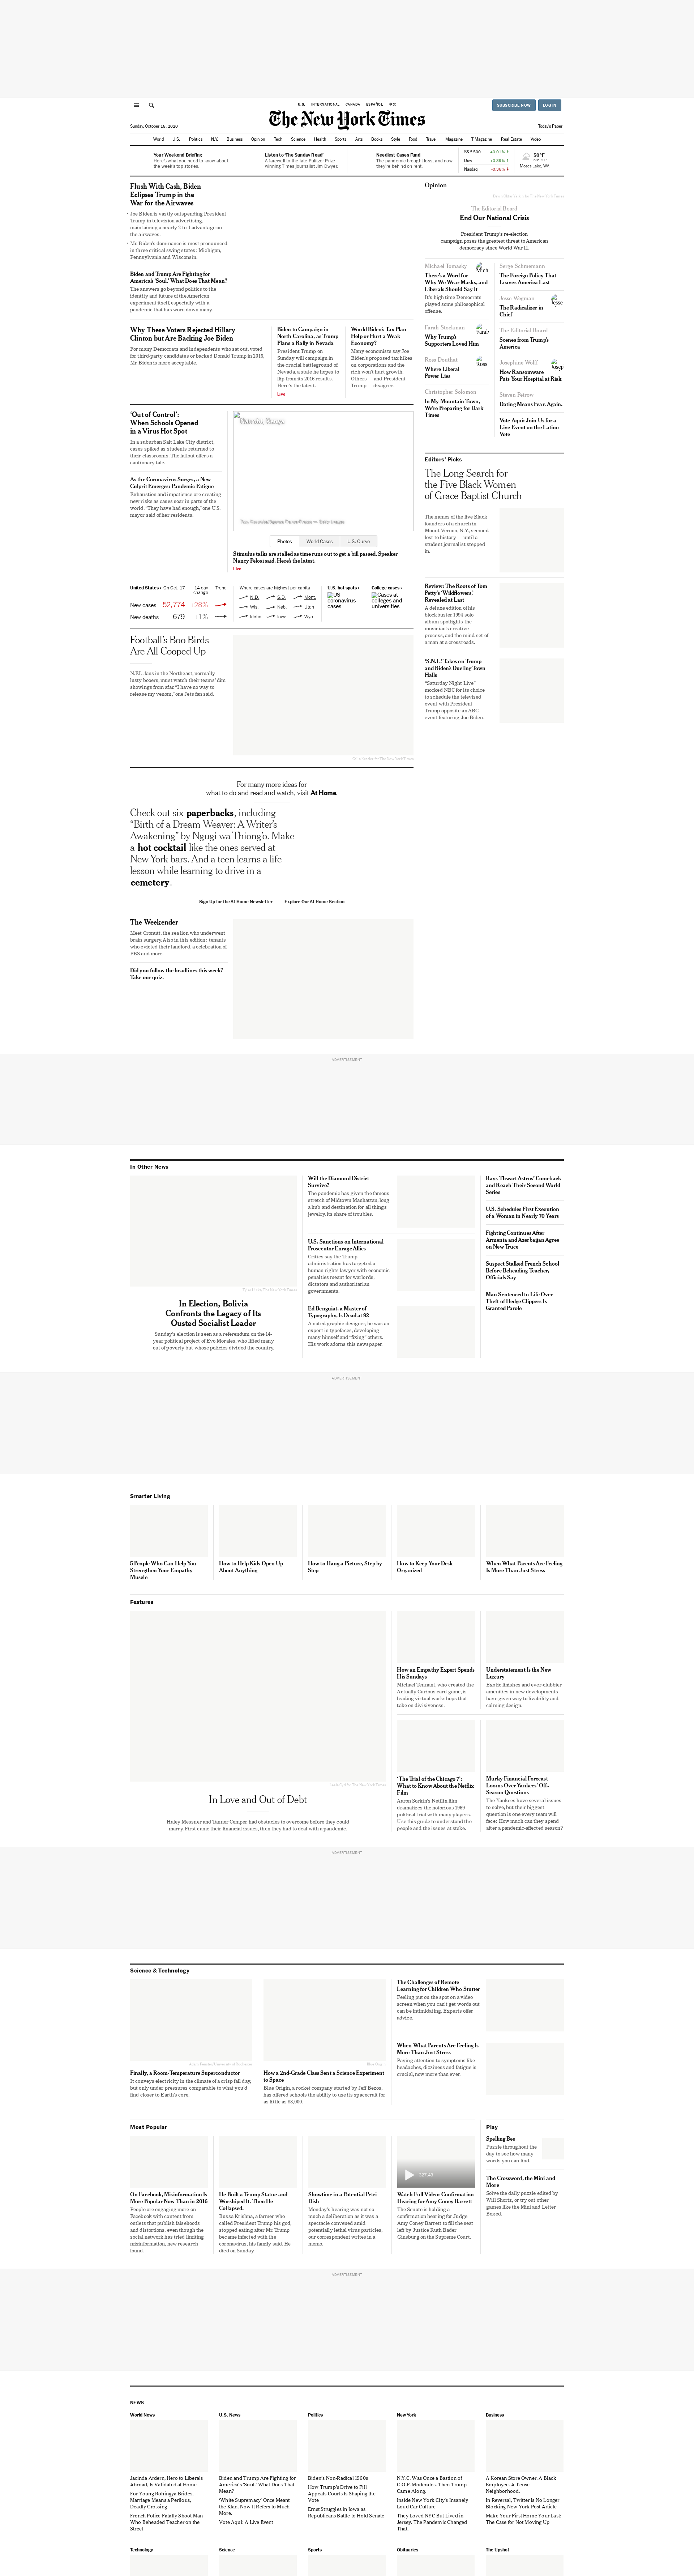 U.S. INTERNATIONAL CANADA ESPAÑOL 中文
SUBSCRIBE NOW LOG IN
The New York Times
Sunday, October 18, 2020
Today's Paper
World U.S. Politics N.Y. Business Opinion Tech Science Health Sports Arts Books Style Food Travel Magazine T Magazine Real Estate Video
Your Weekend Briefing
Here's what you need to know about
the week's top stories.
Listen to 'The Sunday Read'
A farewell to the late Pulitzer Prize-
winning Times journalist Jim Dwyer.
Neediest Cases Fund
The pandemic bought loss, and now
they're behind on rent.
S&P 500 +0.01% ↑
Dow +0.39% ↑
Nasdaq -0.36% ↓
50°F
Moses Lake, WA
Flush With Cash, Biden
Eclipses Trump in the
War for the Airwaves
Joe Biden is vastly outspending President
Trump in television advertising,
maintaining a nearly 2-to-1 advantage on
the airwaves.
Mr. Biden's dominance is most pronounced
in three critical swing states: Michigan,
Pennsylvania and Wisconsin.
Biden and Trump Are Fighting for
America's 'Soul.' What Does That Mean?
The answers go beyond politics to the
identity and future of the American
experiment itself, especially with a
pandemic that has worn down many.
Why These Voters Rejected Hillary
Clinton but Are Backing Joe Biden
For many Democrats and independents who sat out, voted
for third-party candidates or backed Donald Trump in 2016,
Mr. Biden is more acceptable.
Biden to Campaign in
North Carolina, as Trump
Plans a Rally in Nevada
President Trump on
Sunday will campaign in
the crucial battleground of
Nevada, a state he hopes to
flip from its 2016 results.
Here's the latest.
Live
Would Biden's Tax Plan
Help or Hurt a Weak
Economy?
Many economists say Joe
Biden's proposed tax hikes
on corporations and the
rich won't hurt growth.
Others — and President
Trump — disagree.
'Out of Control':
When Schools Opened
in a Virus Hot Spot
In a suburban Salt Lake City district,
cases spiked as students returned to
their classrooms. The fallout offers a
cautionary tale.
As the Coronavirus Surges, a New
Culprit Emerges: Pandemic Fatigue
Exhaustion and impatience are creating
new risks as cases soar in parts of the
world. "They have had enough," one U.S.
mayor said of her residents.
Photos World Cases U.S. Curve
Stimulus talks are stalled as time runs out to get a bill passed, Speaker
Nancy Pelosi said. Here's the latest.
Live
United States › On Oct. 17 14-day
change Trend
New cases 52,774 +28%
New deaths 679 +1%
Where cases are highest per capita
N.D. S.D. Mont.
Wis. Neb. Utah
Idaho Iowa Wyo.
U.S. hot spots ›
US
coronavirus
cases
College cases ›
Cases at
colleges and
universities
Football's Boo Birds
Are All Cooped Up
N.F.L. fans in the Northeast, normally
lusty booers, must watch their teams' dim
showings from afar. "I have no way to
release my venom," one Jets fan said.
For many more ideas for
what to do and read and watch, visit At Home.
Check out six paperbacks, including
"Birth of a Dream Weaver: A Writer's
Awakening" by Ngugi wa Thiong'o. Make
a hot cocktail like the ones served at
New York bars. And a teen learns a life
lesson while learning to drive in a
cemetery.
Sign Up for the At Home Newsletter Explore Our At Home Section
The Weekender
Meet Cronutt, the sea lion who underwent
brain surgery. Also in this edition: tenants
who evicted their landlord, a celebration of
PBS and more.
Did you follow the headlines this week?
Take our quiz.
Opinion
The Editorial Board
End Our National Crisis
President Trump's re-election
campaign poses the greatest threat to American
democracy since World War II.
Michael Tomasky
There's a Word for
Why We Wear Masks, and
Liberals Should Say It
It's high time Democrats
played some philosophical
offense.
Farah Stockman
Why Trump's
Supporters Loved Him
Ross Douthat
Where Liberal
Power Lies
Christopher Solomon
In My Mountain Town,
We're Preparing for Dark
Times
Serge Schmemann
The Foreign Policy That
Leaves America Last
Jesse Wegman
The Radicalizer in
Chief
The Editorial Board
Scenes from Trump's
America
Josephine Wolff
How Ransomware
Puts Your Hospital at Risk
Steven Petrow
Dating Means Fear. Again.
Vote Aquí: Join Us for a
Live Event on the Latino
Vote
Editors' Picks
The Long Search for
the Five Black Women
of Grace Baptist Church
The names of the five Black
founders of a church in
Mount Vernon, N.Y., seemed
lost to history — until a
student journalist stepped
in.
Review: The Roots of Tom
Petty's 'Wildflowers,'
Revealed at Last
A deluxe edition of his
blockbuster 1994 solo
album spotlights the
musician's creative
process, and the mind-set of
a man at a crossroads.
'S.N.L.' Takes on Trump
and Biden's Dueling Town
Halls
"Saturday Night Live"
mocked NBC for its choice
to schedule the televised
event with President
Trump opposite an ABC
event featuring Joe Biden.
ADVERTISEMENT
In Other News
In Election, Bolivia
Confronts the Legacy of Its
Ousted Socialist Leader
Sunday's election is seen as a referendum on the 14-
year political project of Evo Morales, who lifted many
out of poverty but whose policies divided the country.
Will the Diamond District
Survive?
The pandemic has given the famous
stretch of Midtown Manhattan, long
a hub and destination for all things
jewelry, its share of troubles.
U.S. Sanctions on International
Prosecutor Enrage Allies
Critics say the Trump
administration has targeted a
human rights lawyer with economic
penalties meant for warlords,
dictators and authoritarian
governments.
Ed Benguiat, a Master of
Typography, Is Dead at 92
A noted graphic designer, he was an
expert in typefaces, developing
many himself and "fixing" others.
His work adorns this newspaper.
Rays Thwart Astros' Comeback
and Reach Their Second World
Series
U.S. Schedules First Execution
of a Woman in Nearly 70 Years
Fighting Continues After
Armenia and Azerbaijan Agree
on New Truce
Suspect Stalked French School
Before Beheading Teacher,
Officials Say
Man Sentenced to Life Over
Theft of Hedge Clippers Is
Granted Parole
ADVERTISEMENT
Smarter Living
5 People Who Can Help You
Strengthen Your Empathy
Muscle
How to Help Kids Open Up
About Anything
How to Hang a Picture, Step by
Step
How to Keep Your Desk
Organized
When What Parents Are Feeling
Is More Than Just Stress
Features
In Love and Out of Debt
Haley Messner and Tanner Comper had obstacles to overcome before they could
marry. First came their financial issues, then they had to deal with a pandemic.
How an Empathy Expert Spends
His Sundays
Michael Tennant, who created the
Actually Curious card game, is
leading virtual workshops that
take on divisiveness.
Understatement Is the New
Luxury
Exotic finishes and over-clubbier
amenities in new developments
have given way to livability and
calming design.
'The Trial of the Chicago 7':
What to Know About the Netflix
Film
Aaron Sorkin's Netflix film
dramatizes the notorious 1969
political trial with many players.
Use this guide to understand the
people and the issues at stake.
Murky Financial Forecast
Looms Over Yankees' Off-
Season Questions
The Yankees have several issues
to solve, but their biggest
question is one every team will
face: How much can they spend
after a pandemic-affected season?
ADVERTISEMENT
Science & Technology
Finally, a Room-Temperature Superconductor
It conveys electricity in the climate of a crisp fall day,
but only under pressures comparable to what you'd
find closer to Earth's core.
Blue Origin
How a 2nd-Grade Class Sent a Science Experiment
to Space
Blue Origin, a rocket company started by Jeff Bezos,
has offered schools the ability to use its spacecraft for
as little as $8,000.
The Challenges of Remote
Learning for Children Who Stutter
Feeling put on the spot on a video
screen when you can't get words out
can be intimidating. Experts offer
advice.
When What Parents Are Feeling Is
More Than Just Stress
Paying attention to symptoms like
headaches, dizziness and fatigue is
crucial, now more than ever.
Most Popular
On Facebook, Misinformation Is
More Popular Now Than in 2016
People are engaging more on
Facebook with content from
outlets that publish falsehoods
and distortions, even though the
social network has tried limiting
misinformation, new research
found.
He Built a Trump Statue and
Worshiped It. Then He
Collapsed.
Bussa Krishna, a farmer who
called President Trump his god,
stopped eating after Mr. Trump
became infected with the
coronavirus, his family said. He
died on Sunday.
Showtime in a Potential Petri
Dish
Monday's hearing was not so
much a deliberation as it was a
spectacle conveyed amid
potentially lethal virus particles,
our correspondent writes in a
memo.
Watch Full Video: Confirmation
Hearing for Amy Coney Barrett
The Senate is holding a
confirmation hearing for Judge
Amy Coney Barrett to fill the seat
left by Justice Ruth Bader
Ginsburg on the Supreme Court.
Play
Spelling Bee
Puzzle throughout the
day to see how many
words you can find.
The Crossword, the Mini and
More
Solve the daily puzzle edited by
Will Shortz, or try out other
games like the Mini and Letter
Boxed.
ADVERTISEMENT
NEWS
World News U.S. News Politics New York Business
Jacinda Ardern, Hero to Liberals
Abroad, Is Validated at Home
For Young Rohingya Brides,
Marriage Means a Perilous,
Deadly Crossing
French Police Fatally Shoot Man
Who Beheaded Teacher on the
Street
Biden and Trump Are Fighting for
America's 'Soul.' What Does That
Mean?
'White Supremacy' Once Meant
the Klan. Now It Refers to Much
More.
Vote Aquí: A Live Event
Biden's Non-Radical 1960s
How Trump's Drive to Fill
Appeals Courts Is Shaping the
Vote
Ernst Struggles in Iowa as
Republicans Battle to Hold Senate
N.Y.C. Was Once a Bastion of
G.O.P. Moderates. Then Trump
Came Along.
Inside New York City's Insanely
Loud Car Culture
They Loved NYC But Lived in
Jersey. The Pandemic Changed
That.
A Korean Store Owner. A Black
Employee. A Tense
Neighborhood.
In Reversal, Twitter Is No Longer
Blocking New York Post Article
Make Your First Home Your Last:
The Case for Not Moving Up
Technology Science Sports Obituaries The Upshot